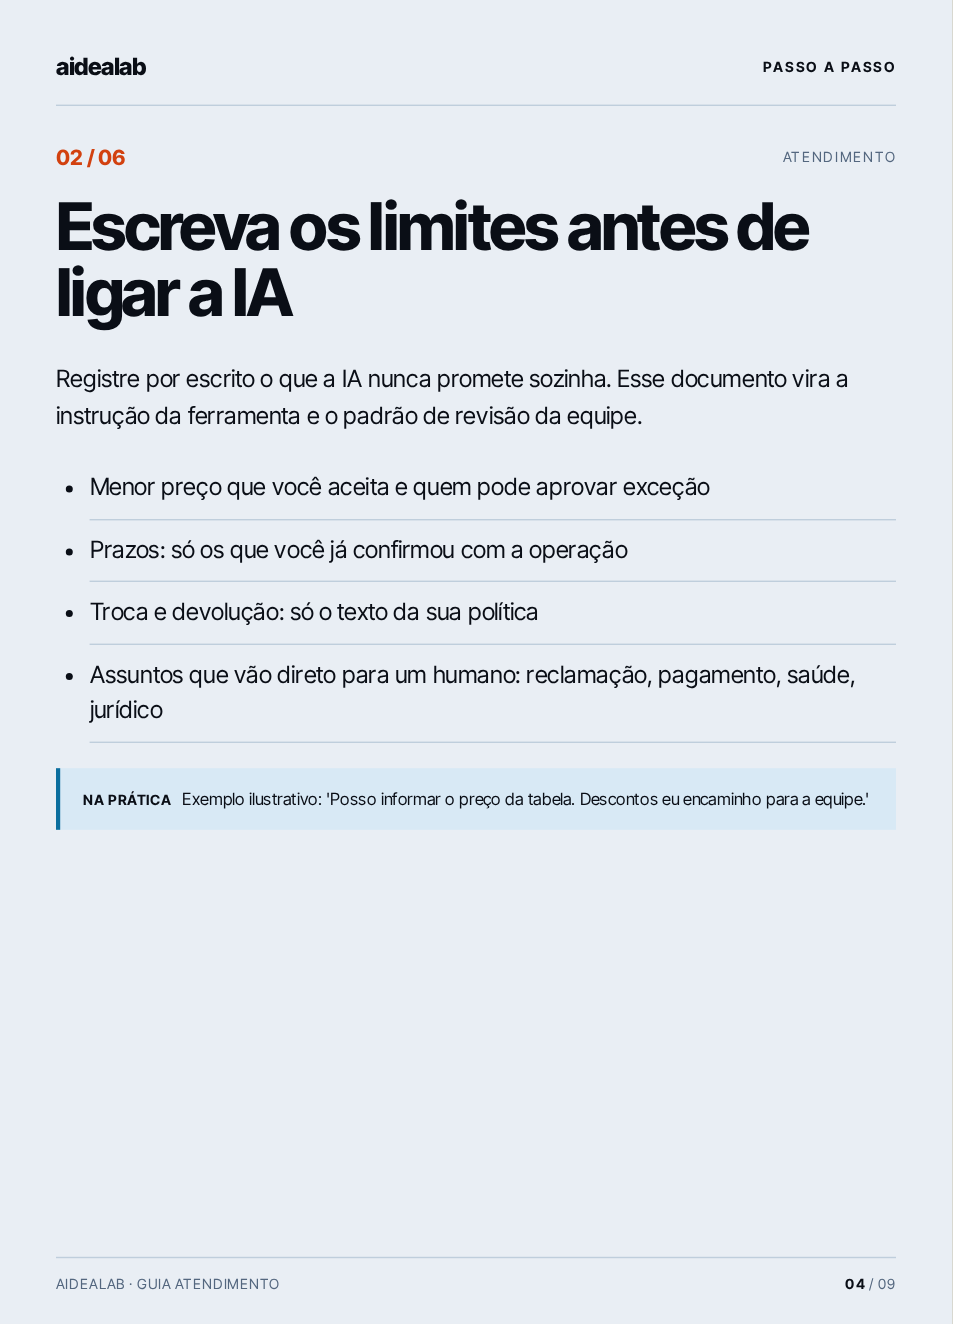 aidealab
PASSO A PASSO
02 / 06
ATENDIMENTO
Escreva os limites antes de
ligar a IA
Registre por escrito o que a IA nunca promete sozinha. Esse documento vira a
instrução da ferramenta e o padrão de revisão da equipe.
• Menor preço que você aceita e quem pode aprovar exceção
• Prazos: só os que você já confirmou com a operação
• Troca e devolução: só o texto da sua política
• Assuntos que vão direto para um humano: reclamação, pagamento, saúde,
jurídico
NA PRÁTICA Exemplo ilustrativo: 'Posso informar o preço da tabela. Descontos eu encaminho para a equipe.'
AIDEALAB · GUIA ATENDIMENTO
04 / 09